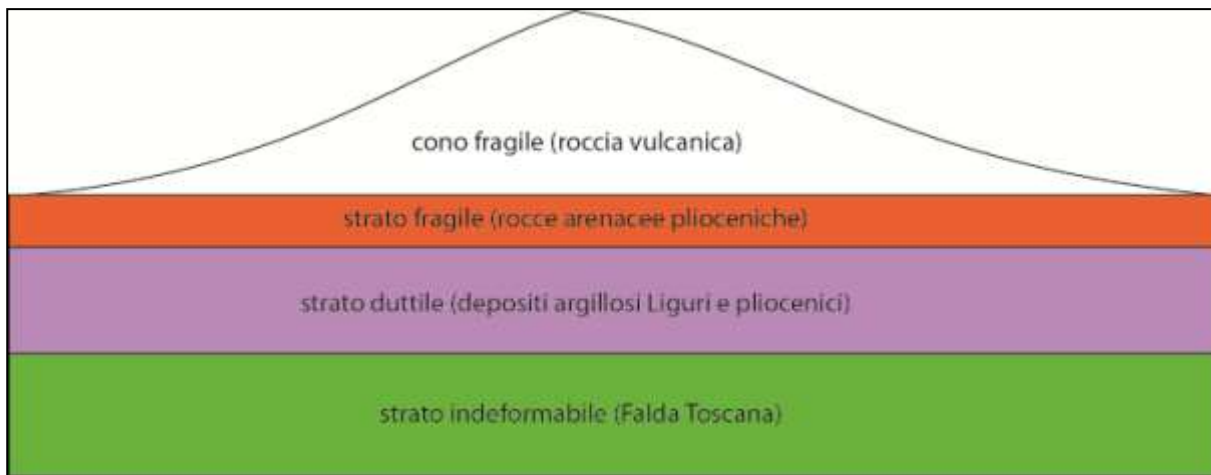 cono fragile (roccia vulcanica)
strato fragile (rocce arenacee plioceniche)
strato duttile (depositi argillosi Liguri e pliocenici)
strato indeformabile (Falda Toscana)